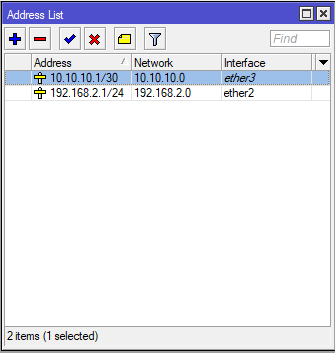 Address List
Find
Address Network Interface
10.10.10.1/30 10.10.10.0 ether3
192.168.2.1/24 192.168.2.0 ether2
2 items (1 selected)